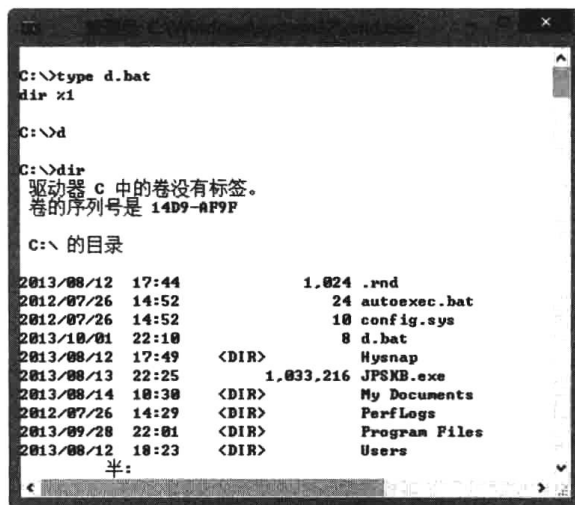 C:\>type d.bat
dir %1
C:\>d
C:\>dir
驱动器 C 中的卷没有标签。
卷的序列号是 14D9-AF9F
C:\ 的目录
2013/08/12 17:44 1,024 .rnd
2012/07/26 14:52 24 autoexec.bat
2012/07/26 14:52 10 config.sys
2013/10/01 22:10 8 d.bat
2013/08/12 17:49 <DIR> Hysnap
2013/08/13 22:25 1,033,216 JPSXB.exe
2013/08/14 10:30 <DIR> My Documents
2012/07/26 14:29 <DIR> PerfLogs
2013/09/28 22:01 <DIR> Program Files
2013/08/12 18:23 <DIR> Users
半: